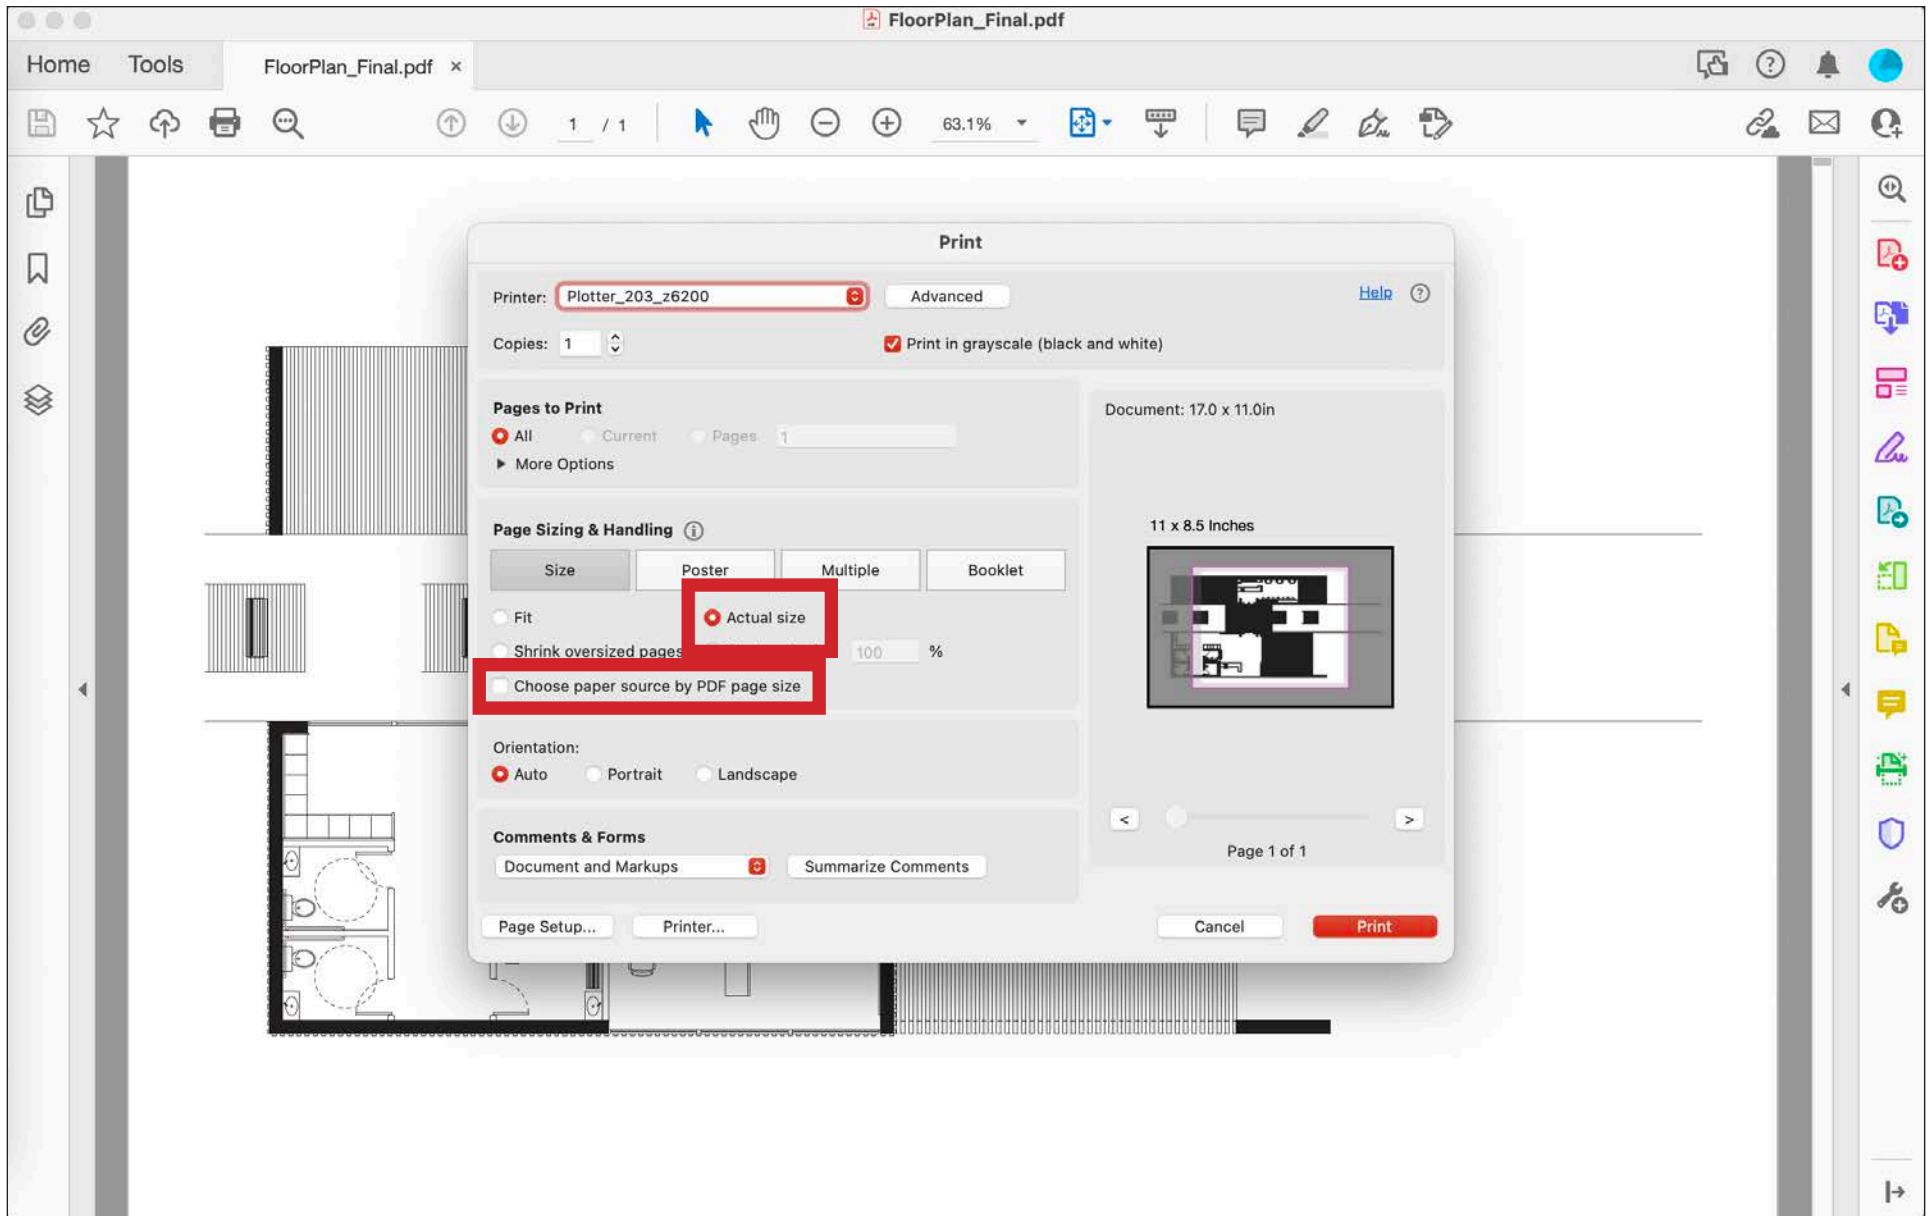 FloorPlan_Final.pdf
Home Tools FloorPlan_Final.pdf ×
1 / 1 63.1%
Print
Printer: Plotter_203_z6200 Advanced Help
Copies: 1 Print in grayscale (black and white)
Pages to Print
All Current Pages 1
More Options
Document: 17.0 x 11.0in
Page Sizing & Handling
11 x 8.5 Inches
Size Poster Multiple Booklet
Fit Actual size
Shrink oversized pages 100 %
Choose paper source by PDF page size
Orientation:
Auto Portrait Landscape
< >
Page 1 of 1
Comments & Forms
Document and Markups Summarize Comments
Page Setup... Printer... Cancel Print